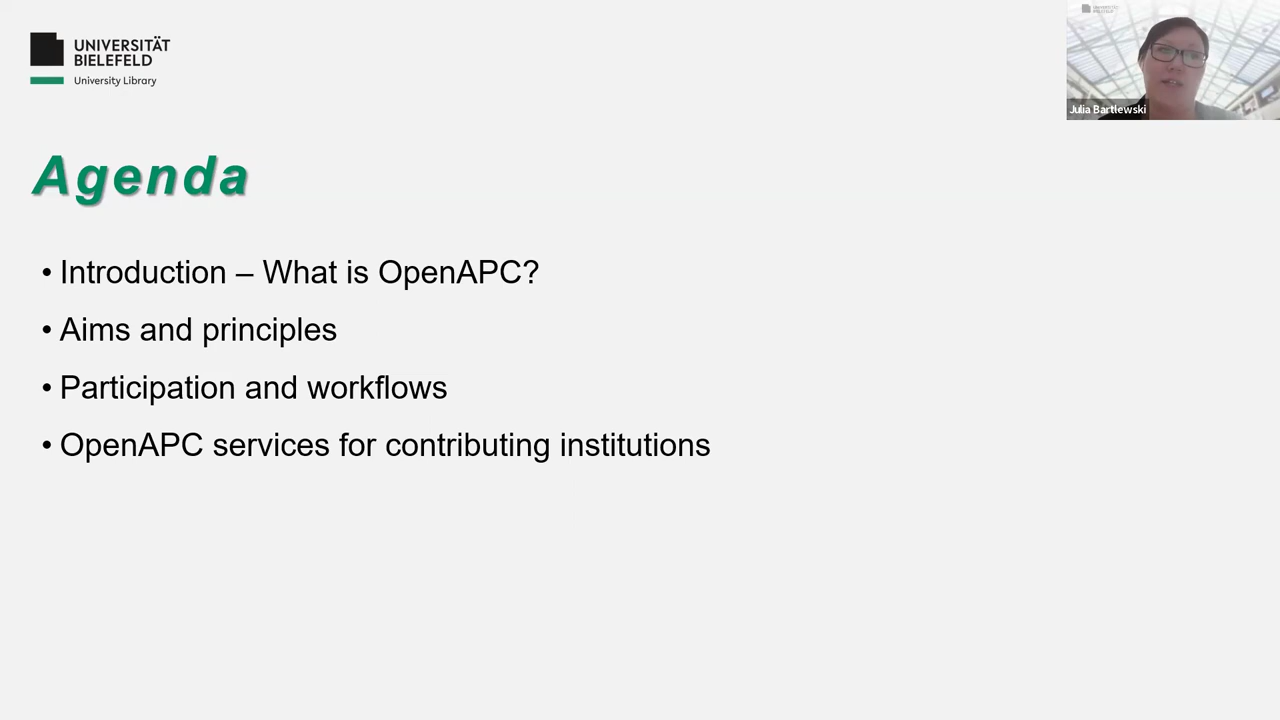 UNIVERSITÄT
BIELEFELD
University Library
Julia Bartlewski
Agenda
• Introduction – What is OpenAPC?
• Aims and principles
• Participation and workflows
• OpenAPC services for contributing institutions